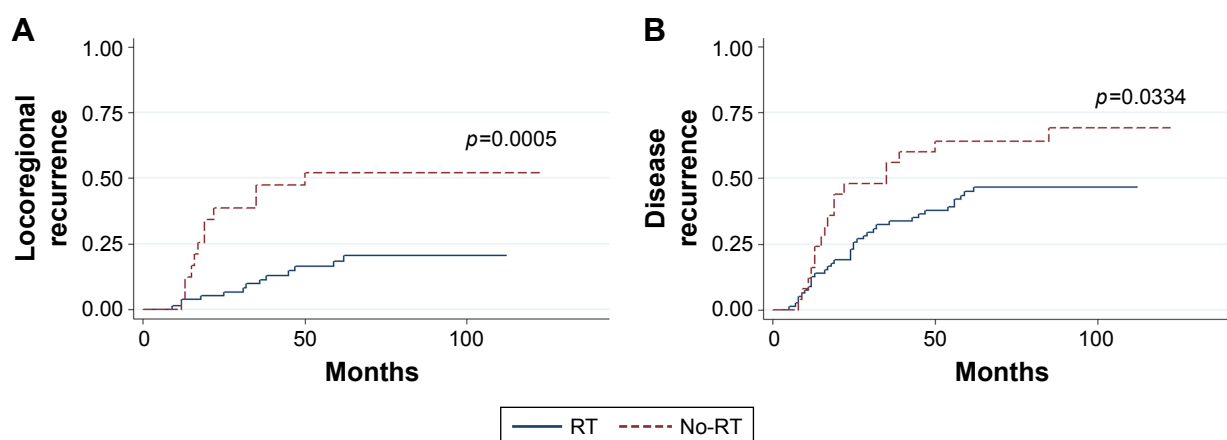 A
Locoregional
recurrence
1.00
0.75
0.50
0.25
0.00
p=0.0005
0
50
100
Months
B
Disease
recurrence
1.00
0.75
0.50
0.25
0.00
p=0.0334
0
50
100
Months
RT
No-RT